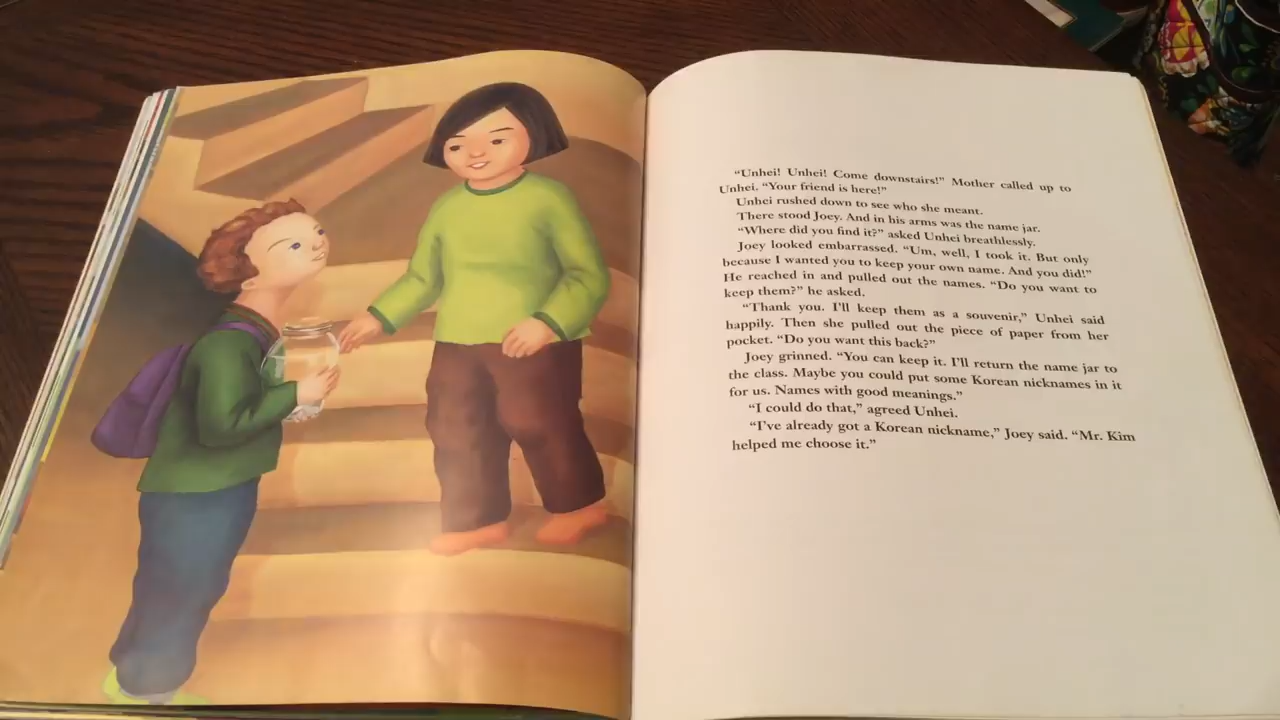 “Unhei! Unhei! Come downstairs!” Mother called up to
Unhei. “Your friend is here!”
Unhei rushed down to see who she meant.
There stood Joey. And in his arms was the name jar.
“Where did you find it?” asked Unhei breathlessly.
Joey looked embarrassed. “Um, well, I took it. But only
because I wanted you to keep your own name. And you did!”
He reached in and pulled out the names. “Do you want to
keep them?” he asked.
“Thank you. I'll keep them as a souvenir,” Unhei said
happily. Then she pulled out the piece of paper from her
pocket. “Do you want this back?”
Joey grinned. “You can keep it. I'll return the name jar to
the class. Maybe you could put some Korean nicknames in it
for us. Names with good meanings.”
“I could do that,” agreed Unhei.
“I've already got a Korean nickname,” Joey said. “Mr. Kim
helped me choose it.”